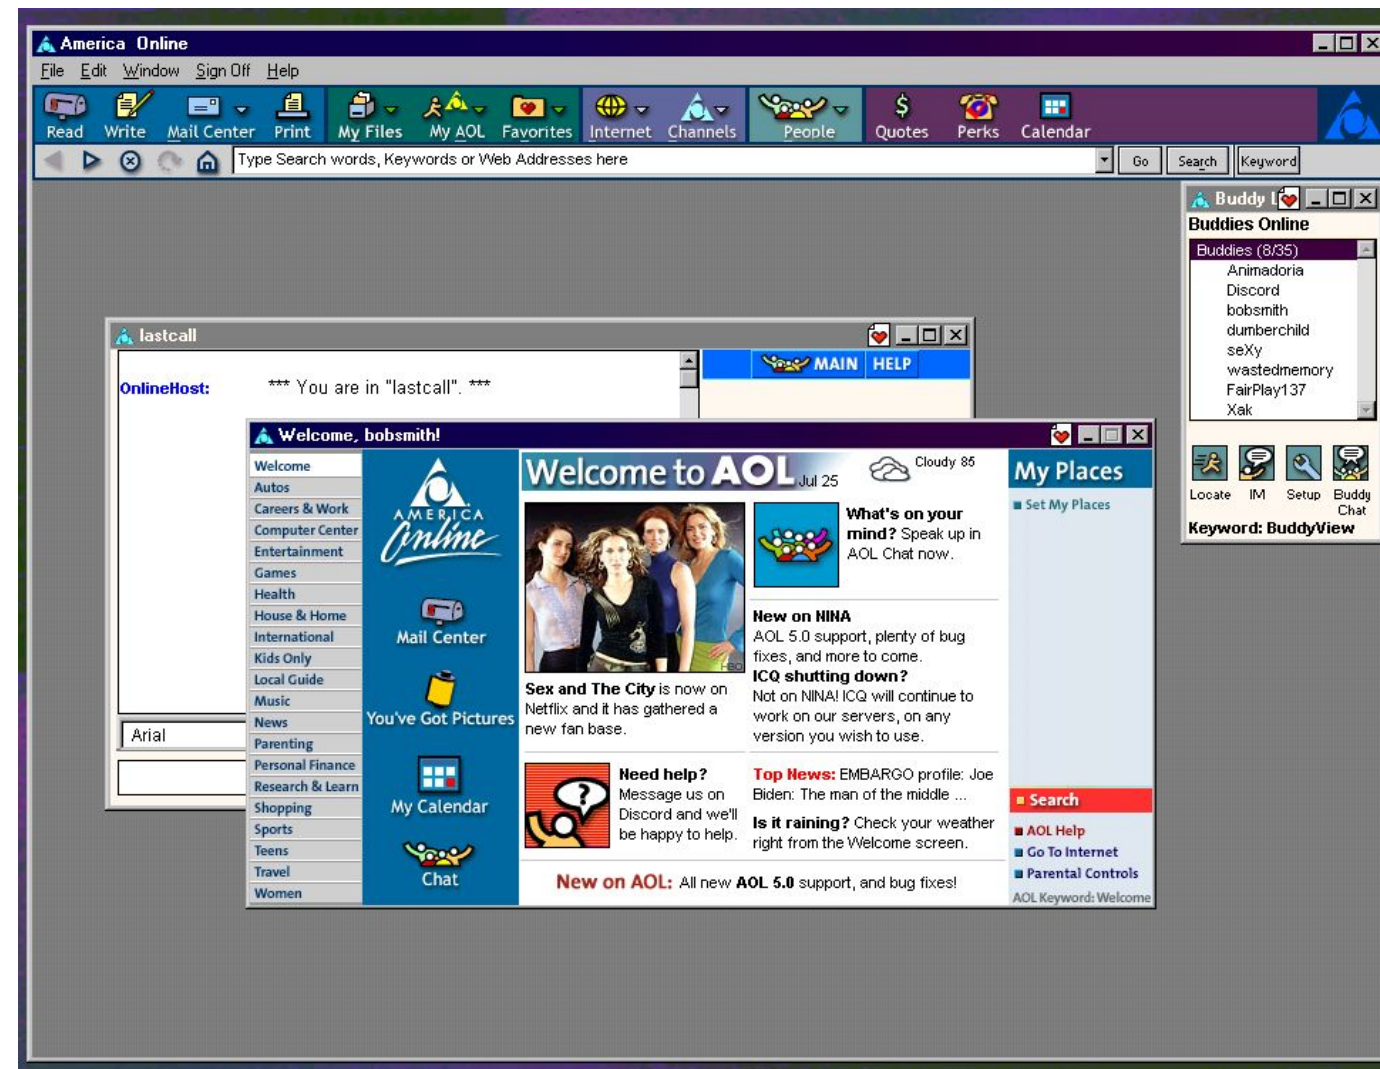 America Online
File Edit Window Sign Off Help
Read Write Mail Center Print My Files My AOL Favorites Internet Channels People Quotes Perks Calendar
Type Search words, Keywords or Web Addresses here
Go Search Keyword
Buddy L
Buddies Online
Buddies (8/35)
Animadoria
Discord
bobsmith
dumberchild
seXy
wastedmemory
FairPlay137
Xak
Locate IM Setup Buddy Chat
Keyword: BuddyView
lastcall
MAIN HELP
OnlineHost: *** You are in "lastcall". ***
Arial
Welcome, bobsmith!
Welcome
Autos
Careers & Work
Computer Center
Entertainment
Games
Health
House & Home
International
Kids Only
Local Guide
Music
News
Parenting
Personal Finance
Research & Learn
Shopping
Sports
Teens
Travel
Women
AMERICA
Online
Mail Center
You've Got Pictures
My Calendar
Chat
Welcome to AOL Jul 25
Cloudy 85
HBO
Sex and The City is now on
Netflix and it has gathered a
new fan base.
What's on your
mind? Speak up in
AOL Chat now.
New on NINA
AOL 5.0 support, plenty of bug
fixes, and more to come.
ICQ shutting down?
Not on NINA! ICQ will continue to
work on our servers, on any
version you wish to use.
Need help?
Message us on
Discord and we'll
be happy to help.
Top News: EMBARGO profile: Joe
Biden: The man of the middle ...
Is it raining? Check your weather
right from the Welcome screen.
New on AOL: All new AOL 5.0 support, and bug fixes!
My Places
Set My Places
Search
AOL Help
Go To Internet
Parental Controls
AOL Keyword: Welcome